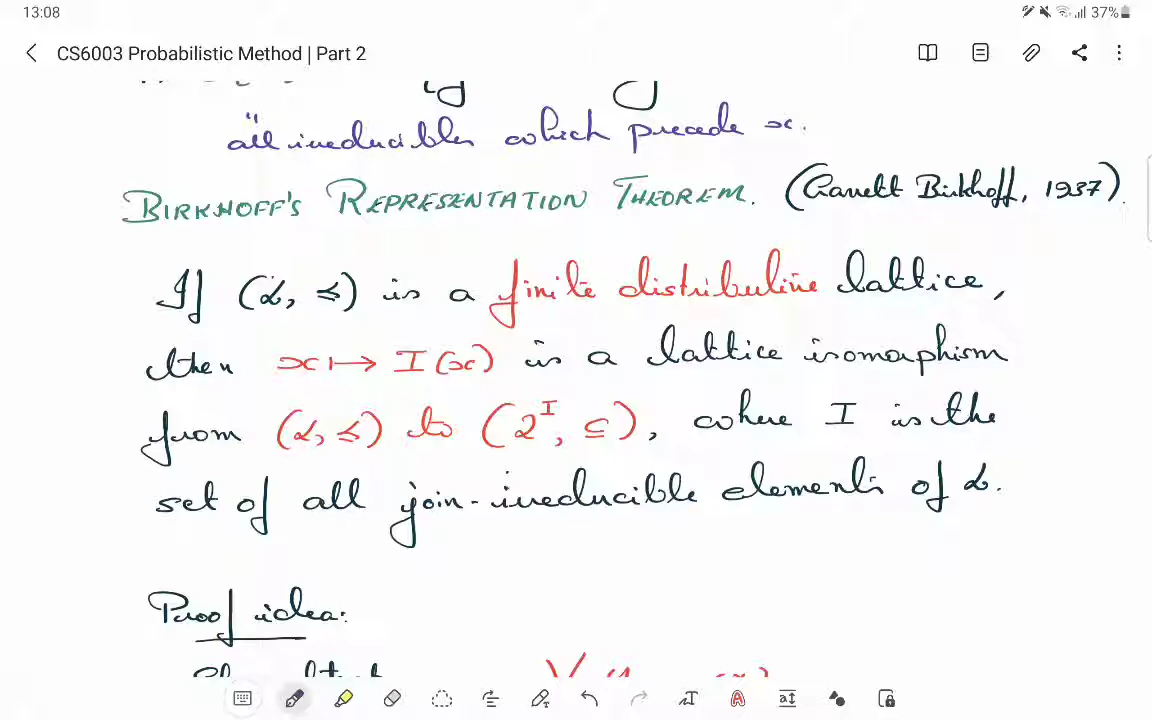 13:08
37%
CS6003 Probabilistic Method | Part 2
all irreducibles which precede x.
BIRKHOFF'S REPRESENTATION THEOREM. (Garrett Birkhoff, 1937).
If (L, ≼) is a finite distributive lattice,
then x ↦ I(x) is a lattice isomorphism
from (L, ≼) to (2^I, ⊆), where I is the
set of all join-irreducible elements of L.
Proof idea: